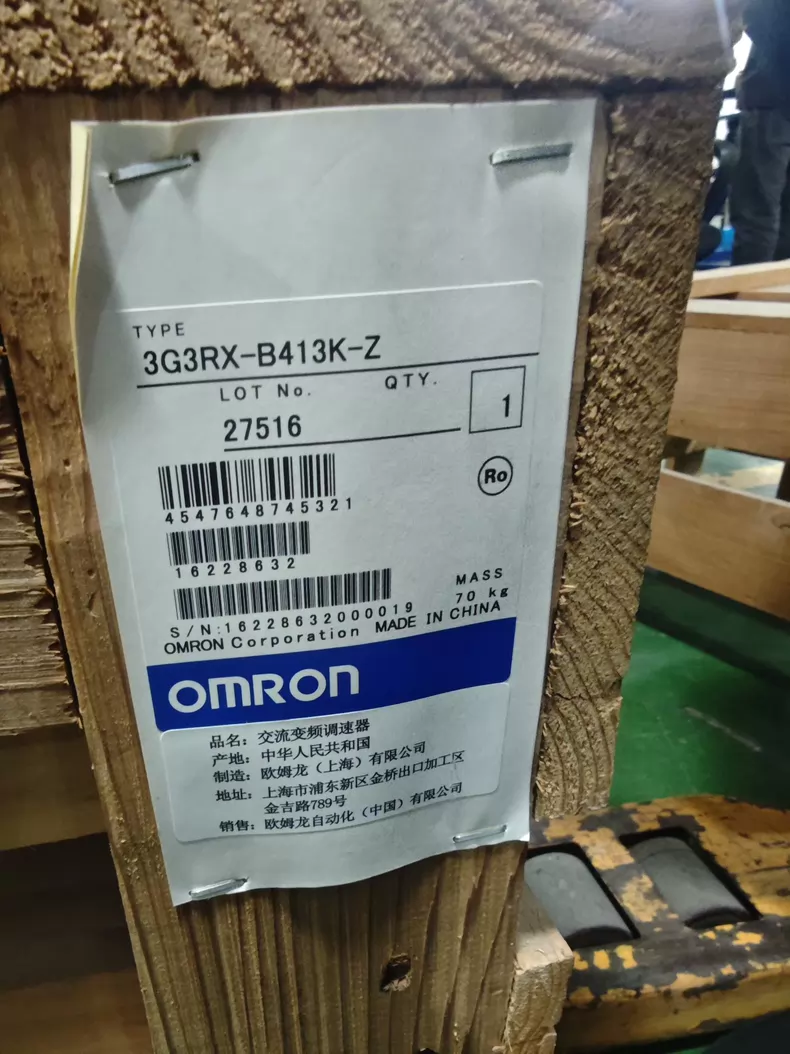 TYPE
3G3RX-B413K-Z
LOT No. QTY.
27516 1
4547648745321
Ro
16228632
MASS
70 kg
S/N:16228632000019
OMRON Corporation MADE IN CHINA
OMRON
品名：交流变频调速器
产地：中华人民共和国
制造：欧姆龙（上海）有限公司
地址：上海市浦东新区金桥出口加工区
金吉路789号
销售：欧姆龙自动化（中国）有限公司